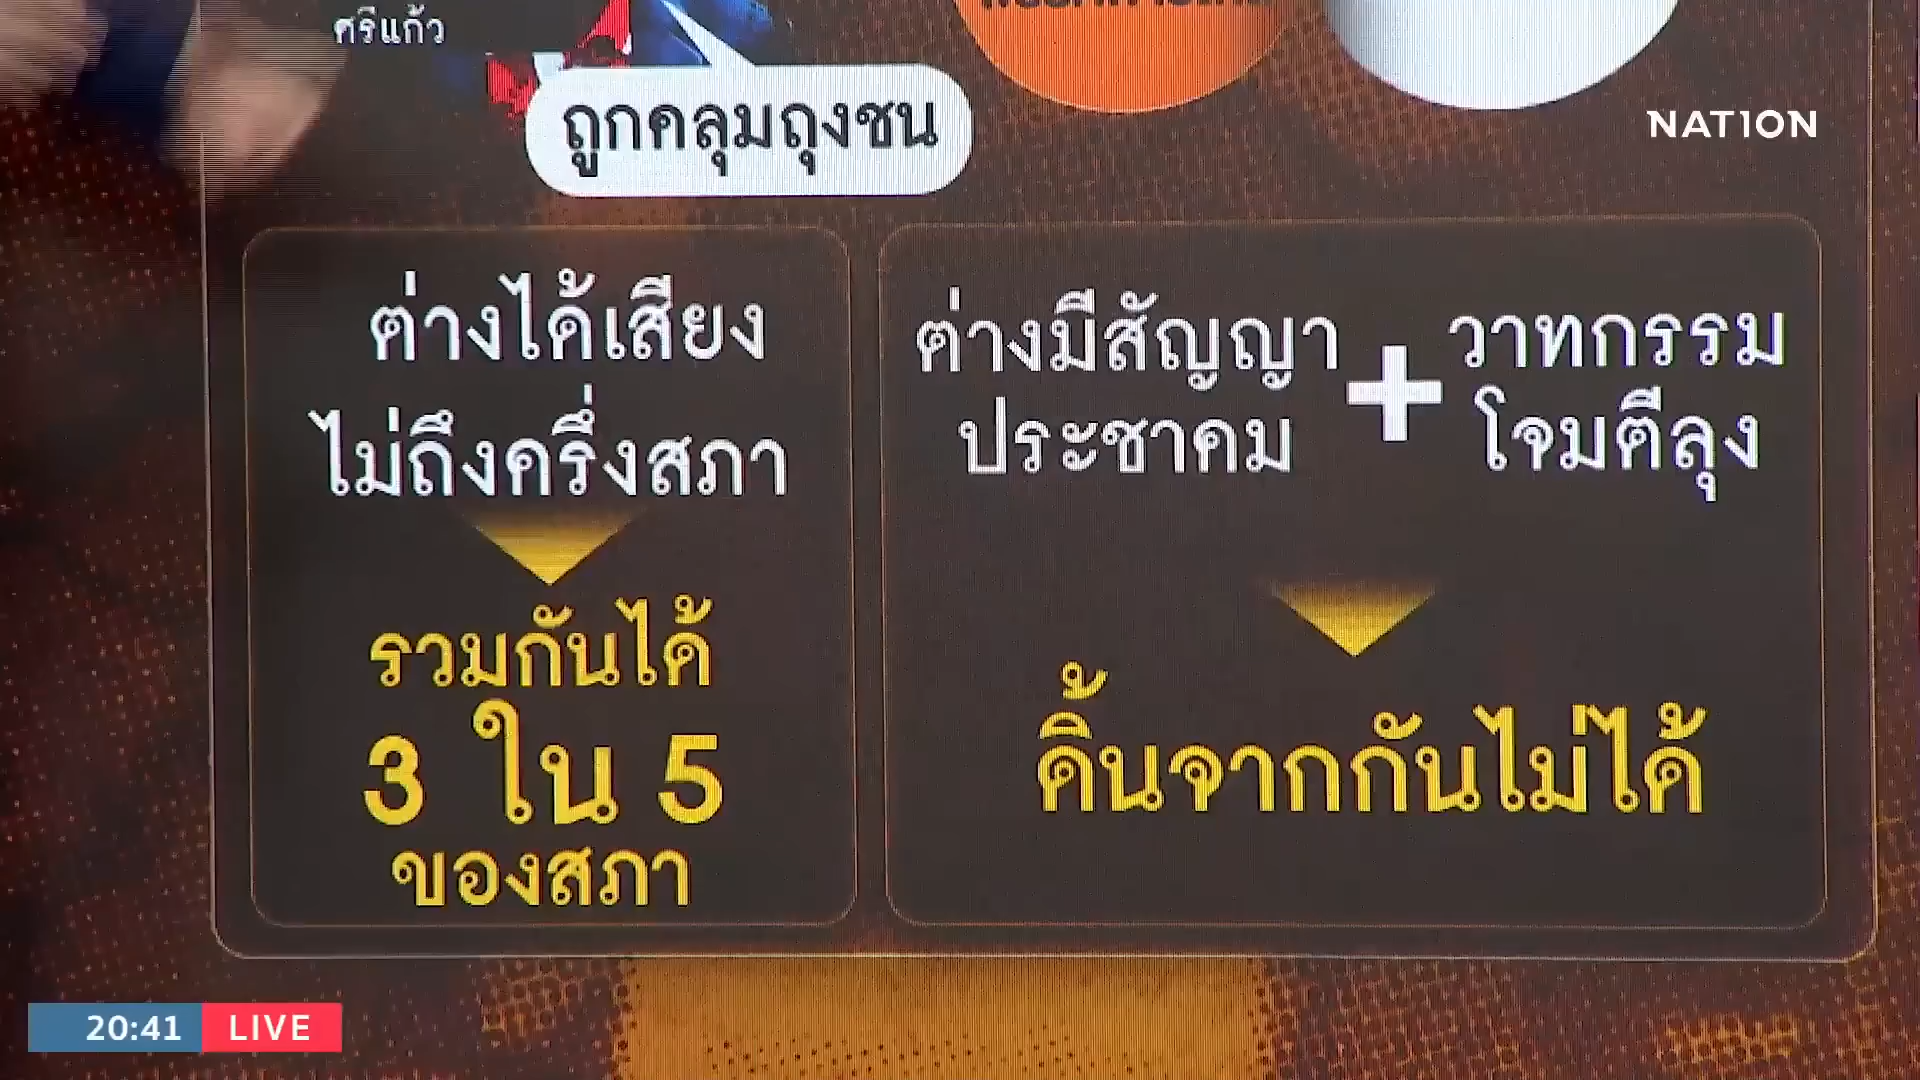 ศรีแก้ว
ถูกคลุมถุงชน
NATION
ต่างได้เสียง
ไม่ถึงครึ่งสภา
รวมกันได้
3 ใน 5
ของสภา
ต่างมีสัญญา
ประชาคม
+
วาทกรรม
โจมตีลุง
ดิ้นจากกันไม่ได้
20:41 LIVE